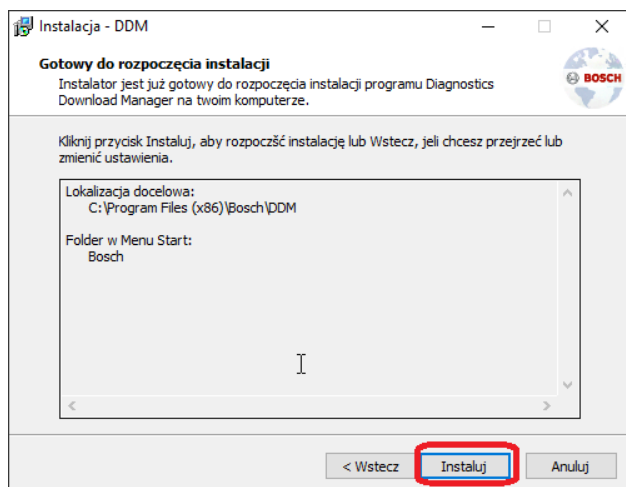 Instalacja - DDM
Gotowy do rozpoczęcia instalacji
Instalator jest już gotowy do rozpoczęcia instalacji programu Diagnostics
Download Manager na twoim komputerze.
BOSCH
Kliknij przycisk Instaluj, aby rozpoczšć instalację lub Wstecz, jeli chcesz przejrzeć lub
zmienić ustawienia.
Lokalizacja docelowa:
C:\Program Files (x86)\Bosch\DDM
Folder w Menu Start:
Bosch
< Wstecz
Instaluj
Anuluj